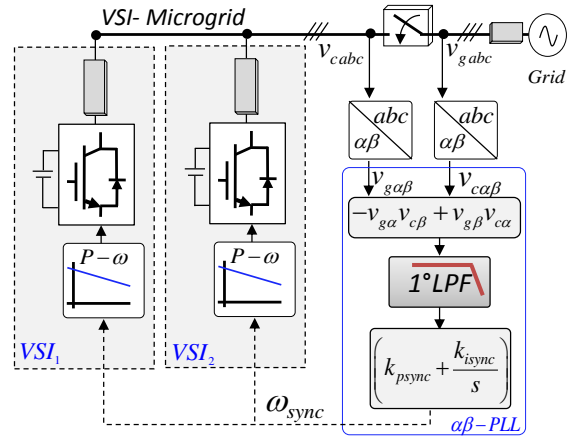 VSI- Microgrid
v_cabc
v_gabc
Grid
abc
αβ
abc
αβ
v_gαβ
v_cαβ
−v_gα v_cβ + v_gβ v_cα
P − ω
P − ω
1°LPF
(k_psync + k_isync/s)
VSI_1
VSI_2
ω_sync
αβ−PLL